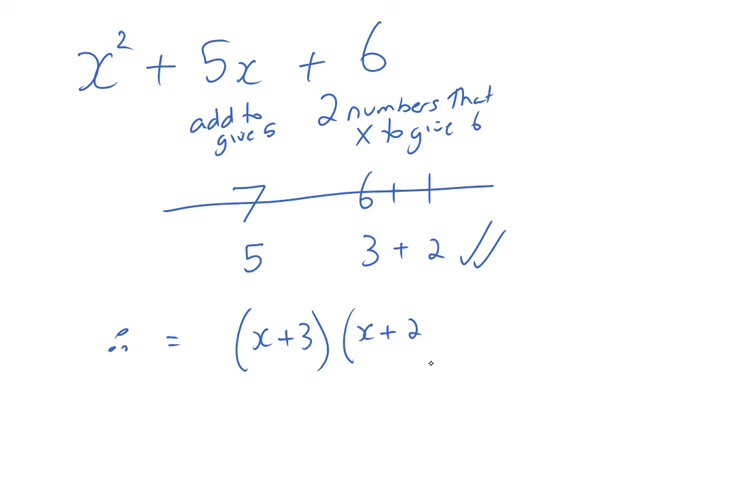 x² + 5x + 6
add to give 5
2 numbers that x to give 6
7 6 + 1
5 3 + 2 //
∴ = (x+3)(x+2